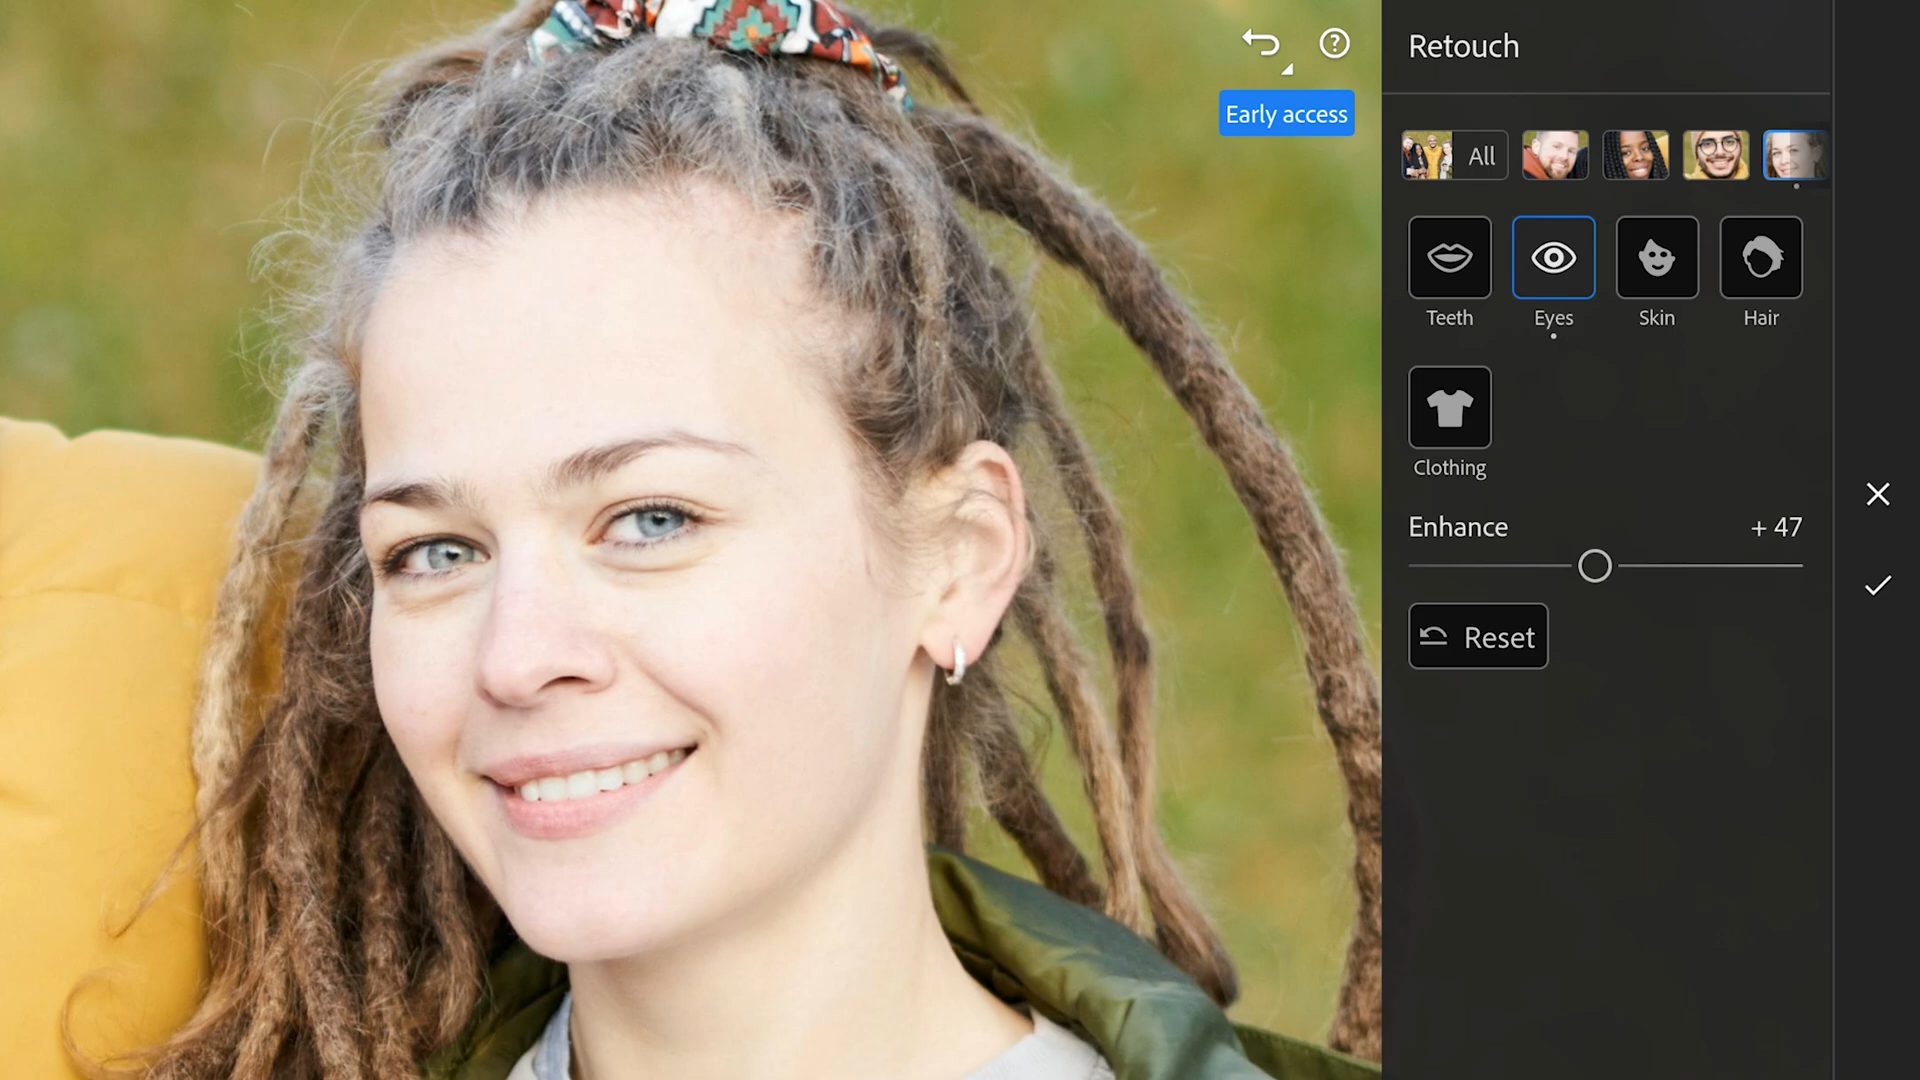 Retouch
Early access
All
Teeth
Eyes
Skin
Hair
Clothing
Enhance
+ 47
Reset